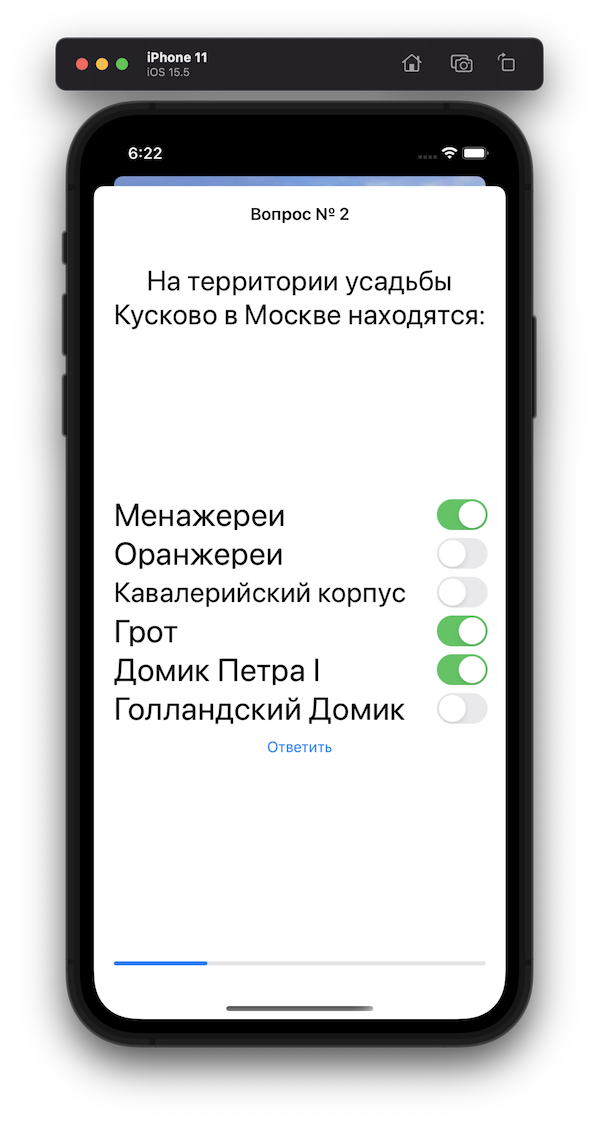 iPhone 11
iOS 15.5
6:22
Вопрос № 2
На территории усадьбы
Кусково в Москве находятся:
Менажереи
Оранжереи
Кавалерийский корпус
Грот
Домик Петра I
Голландский Домик
Ответить